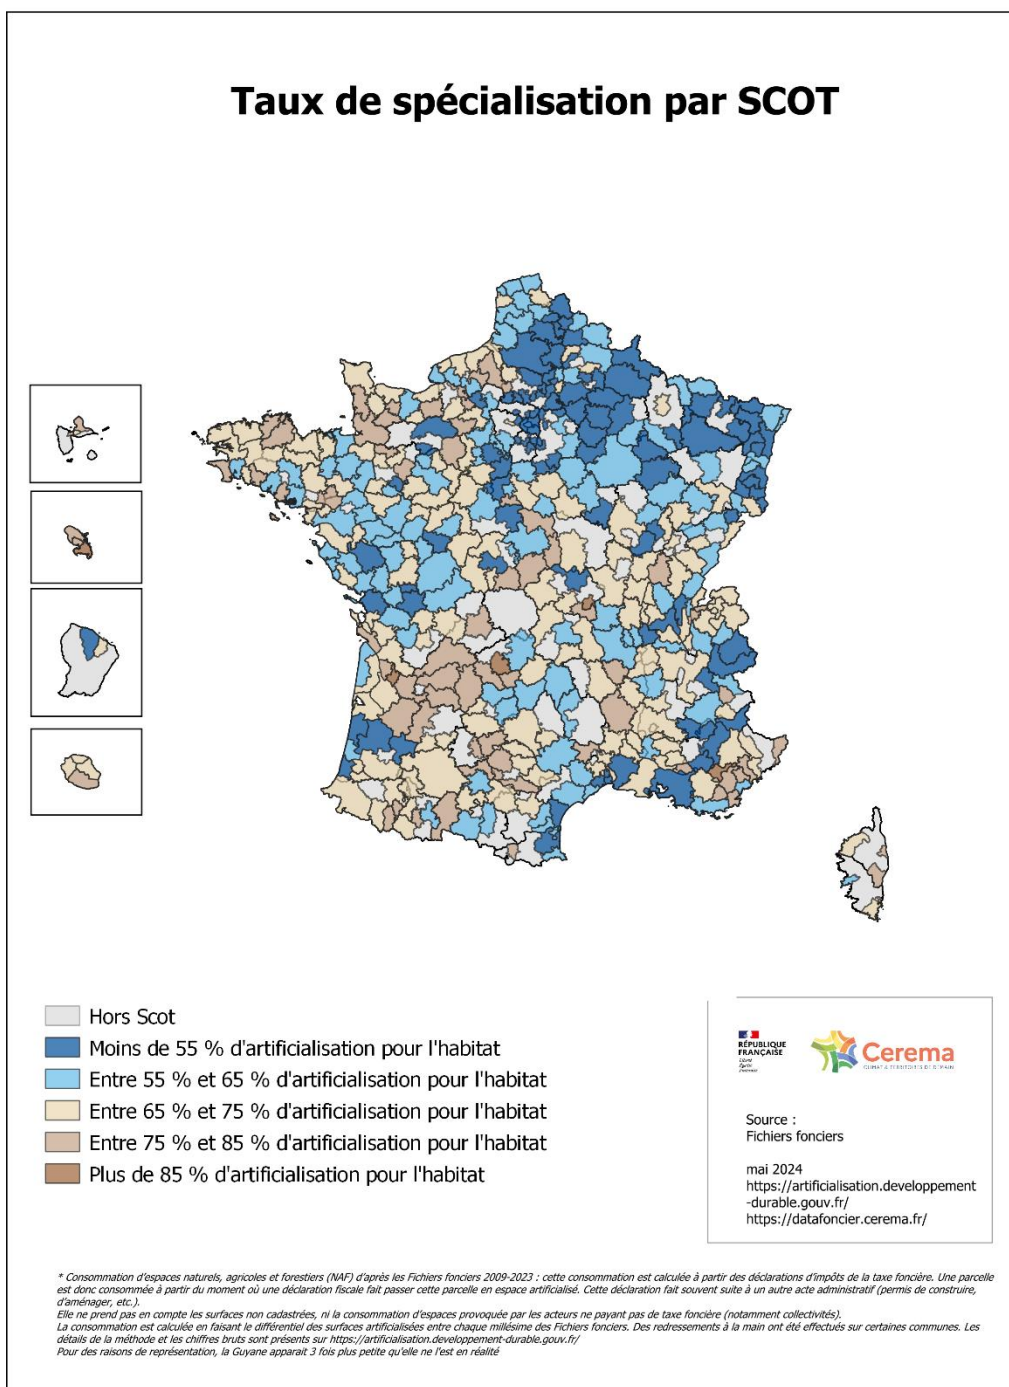 Taux de spécialisation par SCOT
Hors Scot
Moins de 55 % d'artificialisation pour l'habitat
Entre 55 % et 65 % d'artificialisation pour l'habitat
Entre 65 % et 75 % d'artificialisation pour l'habitat
Entre 75 % et 85 % d'artificialisation pour l'habitat
Plus de 85 % d'artificialisation pour l'habitat
RÉPUBLIQUE
FRANÇAISE
Liberté
Égalité
Fraternité
Cerema
CLIMAT & TERRITOIRES DE DEMAIN
Source :
Fichiers fonciers
mai 2024
https://artificialisation.developpement
-durable.gouv.fr/
https://datafoncier.cerema.fr/
* Consommation d'espaces naturels, agricoles et forestiers (NAF) d'après les Fichiers fonciers 2009-2023 : cette consommation est calculée à partir des déclarations d'impôts de la taxe foncière. Une parcelle
est donc consommée à partir du moment où une déclaration fiscale fait passer cette parcelle en espace artificialisé. Cette déclaration fait souvent suite à un autre acte administratif (permis de construire,
d'aménager, etc.).
Elle ne prend pas en compte les surfaces non cadastrées, ni la consommation d'espaces provoquée par les acteurs ne payant pas de taxe foncière (notamment collectivités).
La consommation est calculée en faisant le différentiel des surfaces artificialisées entre chaque millésime des Fichiers fonciers. Des redressements à la main ont été effectués sur certaines communes. Les
détails de la méthode et les chiffres bruts sont présents sur https://artificialisation.developpement-durable.gouv.fr/
Pour des raisons de représentation, la Guyane apparait 3 fois plus petite qu'elle ne l'est en réalité